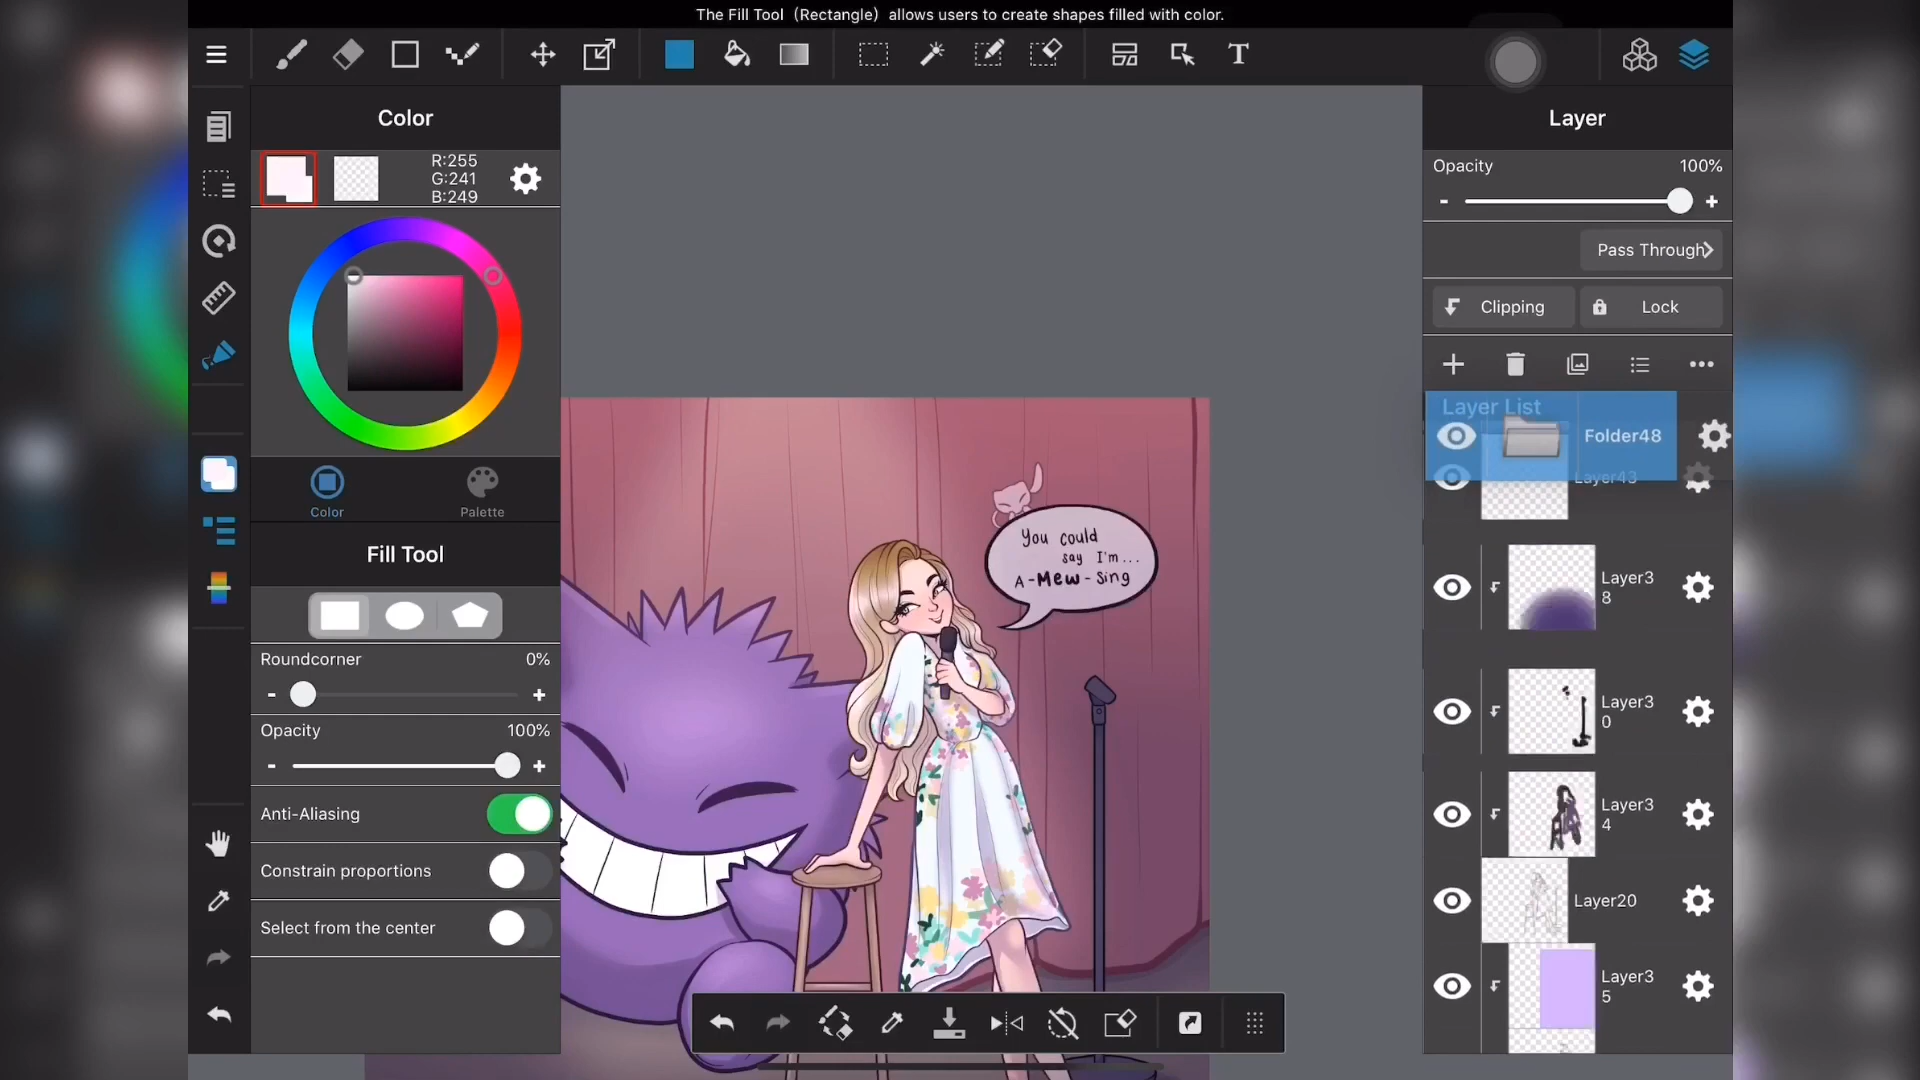 The Fill Tool (Rectangle) allows users to create shapes filled with color.
T
Color
R:255
G:241
B:249
Color
Palette
Fill Tool
Roundcorner 0%
- +
Opacity 100%
- +
Anti-Aliasing
Constrain proportions
Select from the center
You could
say I'm...
A-Mew-Sing
Layer
Opacity 100%
- +
Pass Through
Clipping
Lock
Layer List
Folder48
Layer43
Layer3
8
Layer3
0
Layer3
4
Layer20
Layer3
5